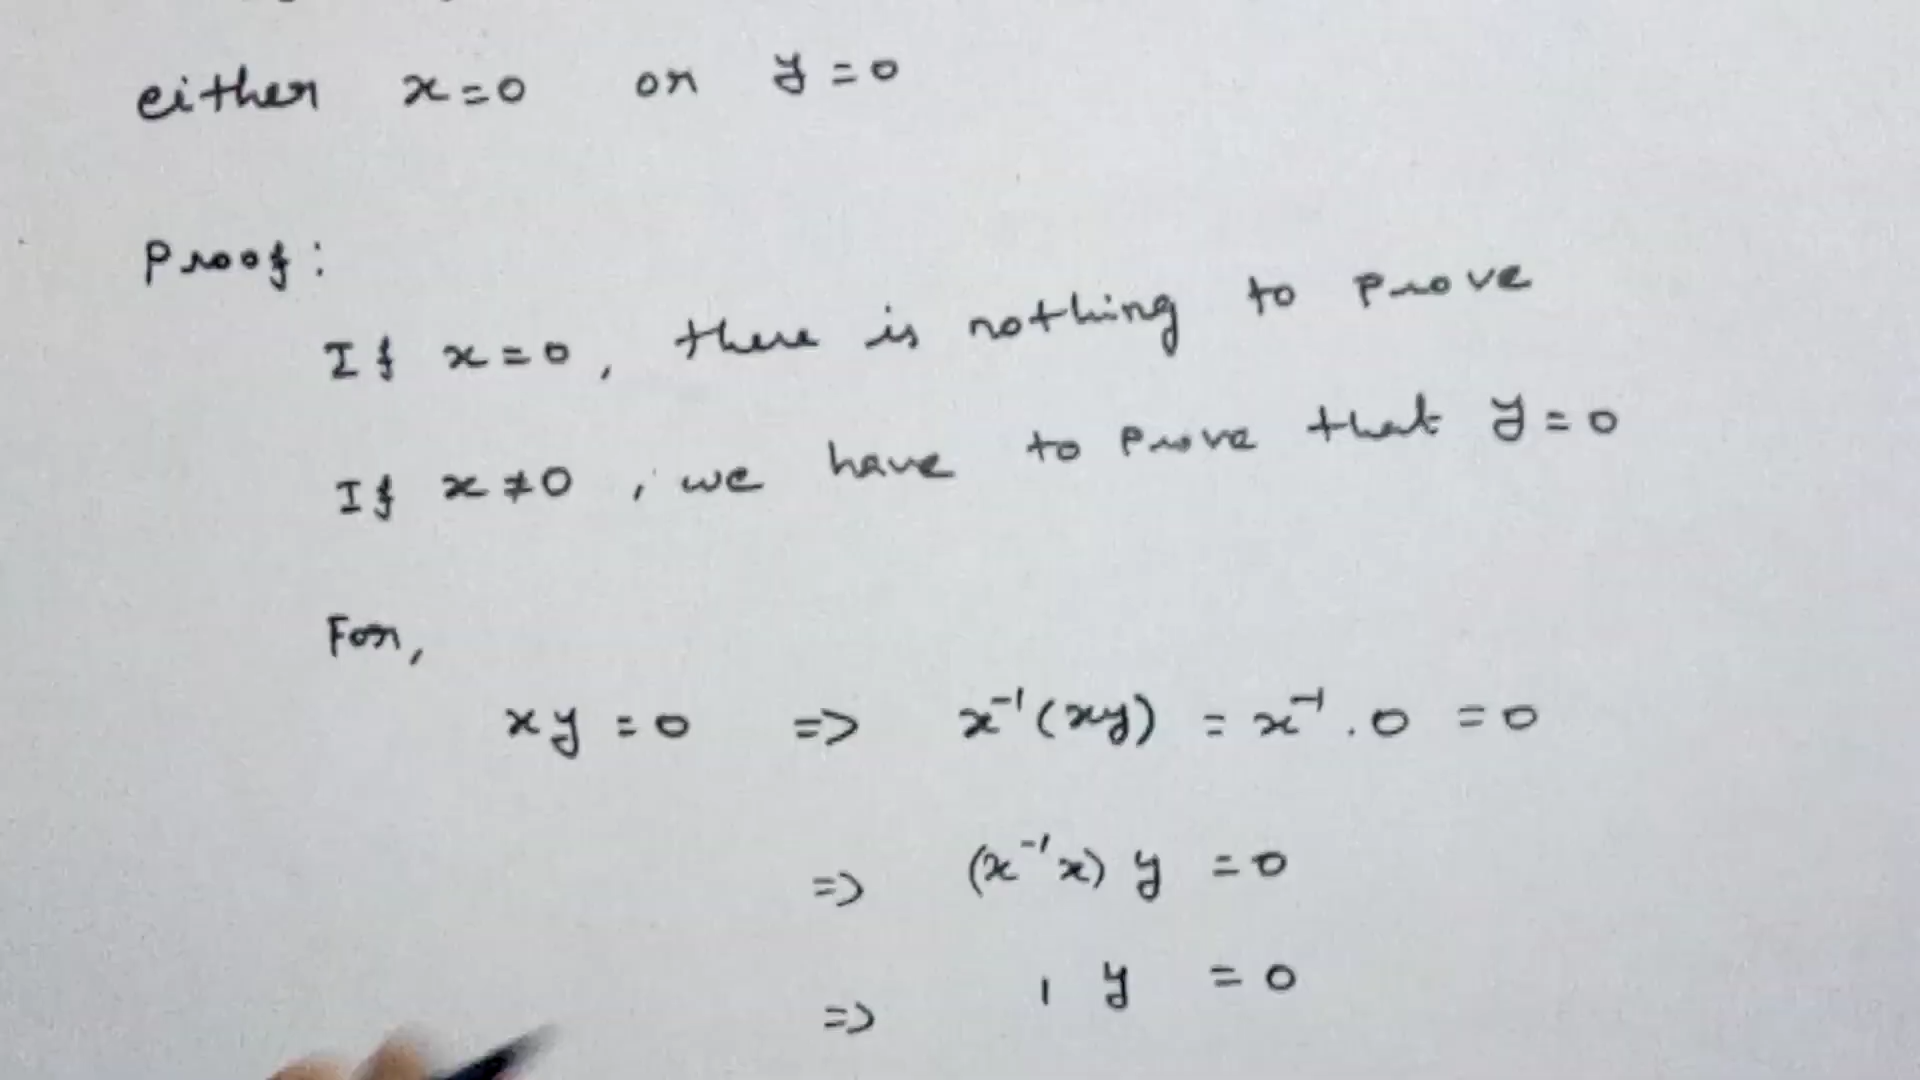 either x=0 or y=0
Proof:
If x=0, there is nothing to prove
If x≠0, we have to prove that y=0
For,
xy=0 => x⁻¹(xy) = x⁻¹.0 =0
=> (x⁻¹x) y =0
=> 1 y =0